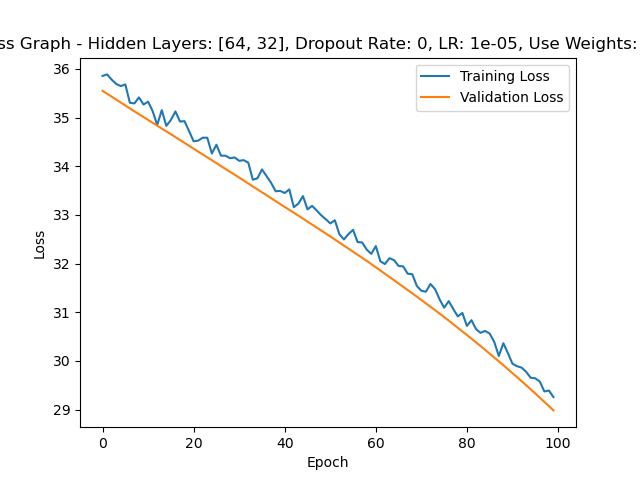 ss Graph - Hidden Layers: [64, 32], Dropout Rate: 0, LR: 1e-05, Use Weights:
Training Loss
Validation Loss
36
35
34
33
32
31
30
29
Loss
0 20 40 60 80 100
Epoch